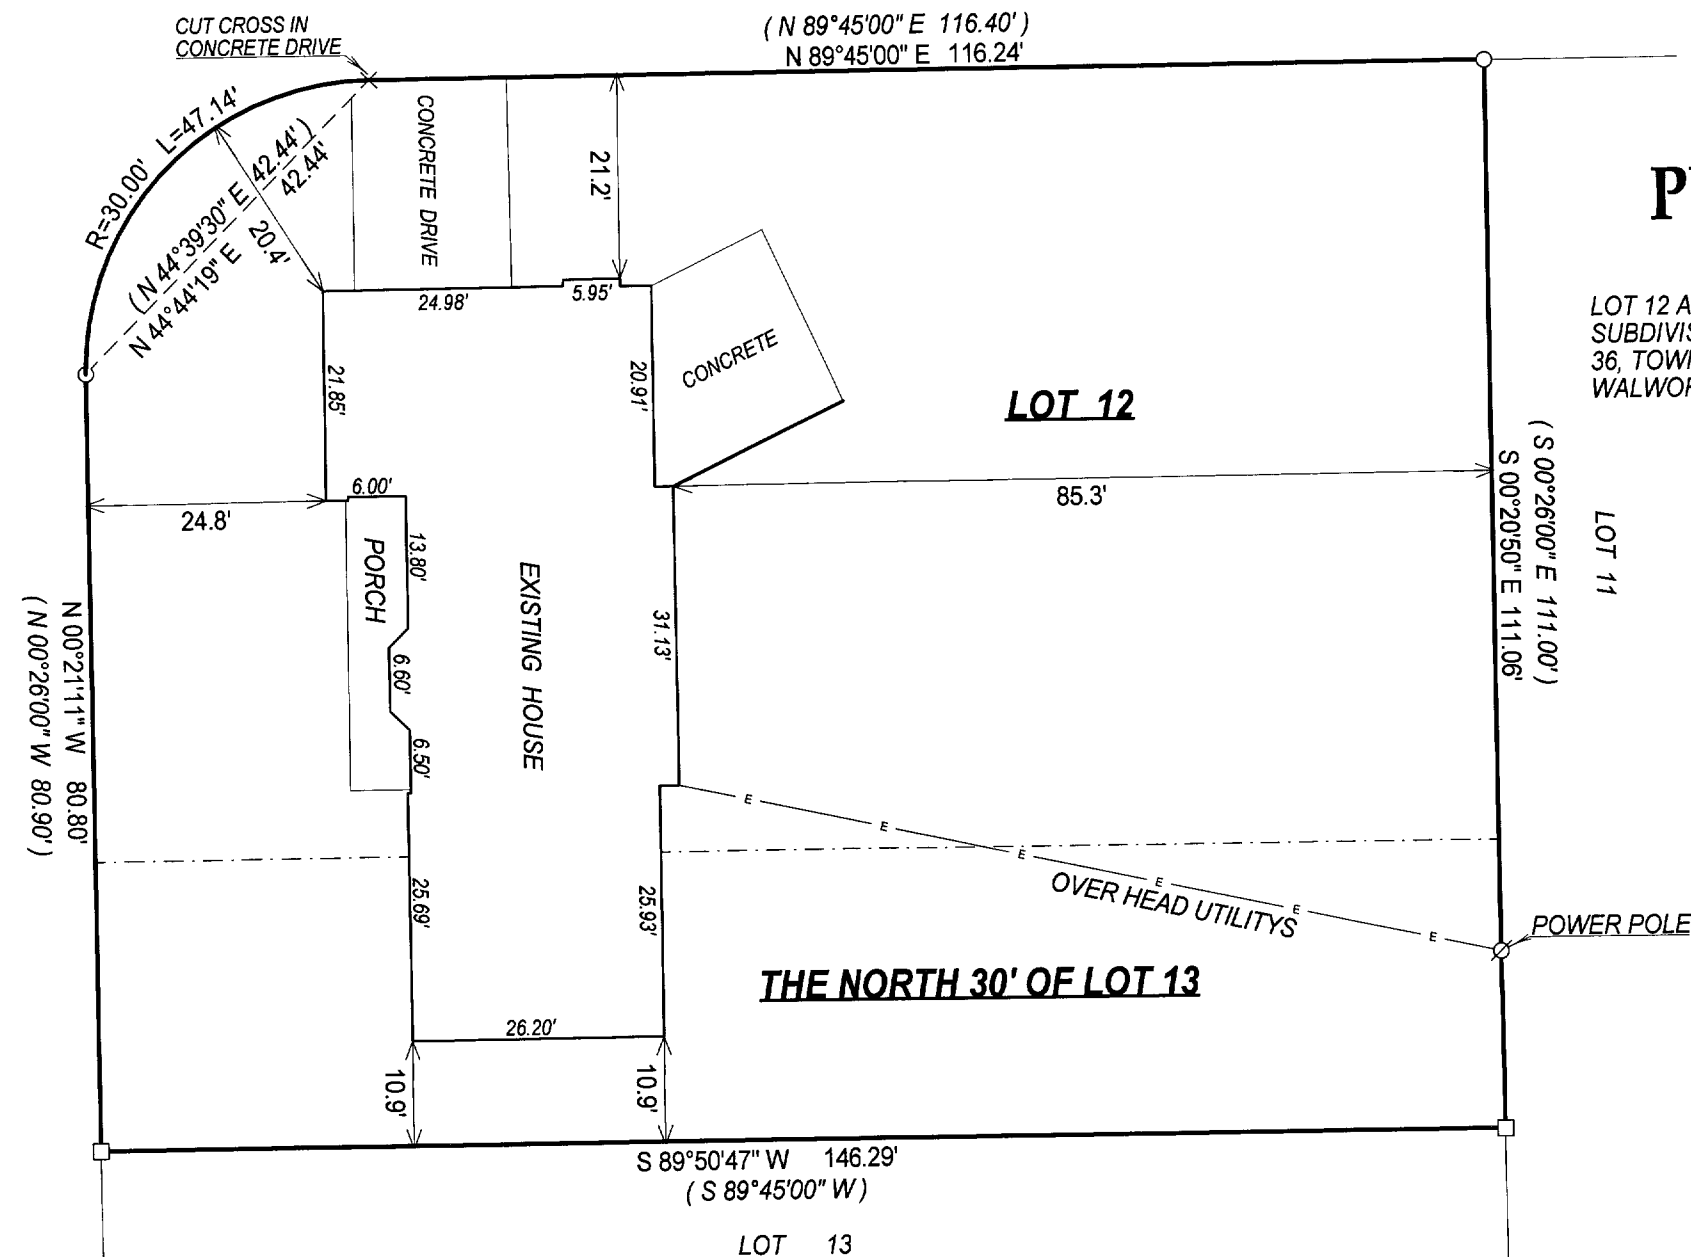 CUT CROSS IN
CONCRETE DRIVE
( N 89°45'00" E 116.40' )
N 89°45'00" E 116.24'
R=30.00' L=47.14'
( N 44°39'30" E 42.44' )
N 44°44'19" E 42.44'
20.4'
CONCRETE DRIVE
21.2'
24.98'
5.95'
21.85'
20.91'
CONCRETE
LOT 12
P
LOT 12 A
SUBDIVIS
36, TOW
WALWOR
6.00'
24.8'
85.3'
PORCH
13.80'
6.60'
6.50'
EXISTING HOUSE
31.13'
( S 00°26'00" E 111.00' )
S 00°20'50" E 111.06'
LOT 11
N 00°21'11" W 80.80'
( N 00°26'00" W 80.90' )
E
E
E
E
E
E
OVER HEAD UTILITYS
POWER POLE
25.69'
25.93'
THE NORTH 30' OF LOT 13
26.20'
10.9'
10.9'
S 89°50'47" W 146.29'
( S 89°45'00" W )
LOT 13